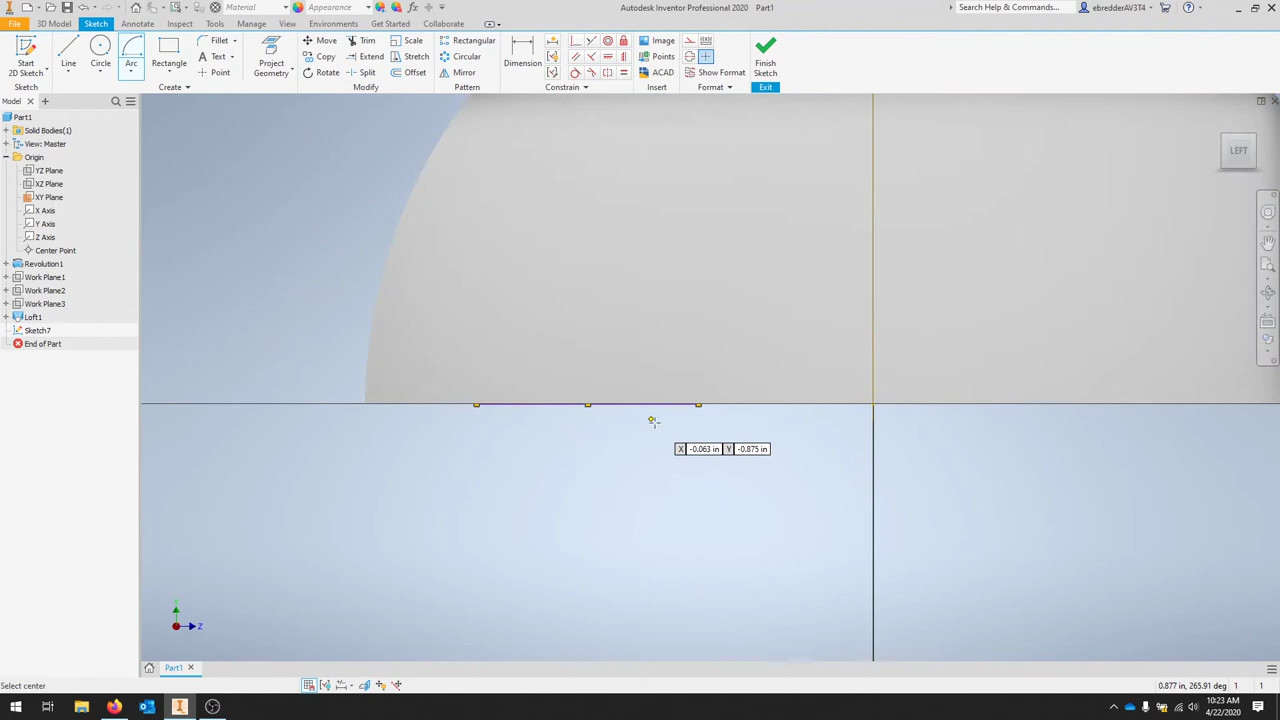 Material
Appearance
Autodesk Inventor Professional 2020 Part1
Search Help & Commands...
ebredderAV3T4
File
3D Model
Sketch
Annotate
Inspect
Tools
Manage
View
Environments
Get Started
Collaborate
Start
2D Sketch
Line
Circle
Arc
Rectangle
Fillet
Text
Point
Project
Geometry
Move
Copy
Rotate
Trim
Extend
Split
Scale
Stretch
Offset
Rectangular
Circular
Mirror
Dimension
Image
Points
ACAD
Show Format
Finish
Sketch
Sketch
Create
Modify
Pattern
Constrain
Insert
Format
Exit
Model
Part1
Solid Bodies(1)
View: Master
Origin
YZ Plane
XZ Plane
XY Plane
X Axis
Y Axis
Z Axis
Center Point
Revolution1
Work Plane1
Work Plane2
Work Plane3
Loft1
Sketch7
End of Part
LEFT
X -0.063 in Y -0.875 in
Y
Z
Part1
Select center
0.877 in, 265.91 deg 1 1
10:23 AM
4/22/2020